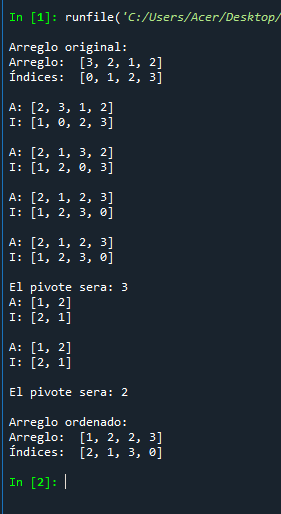 In [1]: runfile('C:/Users/Acer/Desktop/
Arreglo original:
Arreglo:  [3, 2, 1, 2]
Índices:  [0, 1, 2, 3]
A: [2, 3, 1, 2]
I: [1, 0, 2, 3]
A: [2, 1, 3, 2]
I: [1, 2, 0, 3]
A: [2, 1, 2, 3]
I: [1, 2, 3, 0]
A: [2, 1, 2, 3]
I: [1, 2, 3, 0]
El pivote sera: 3
A: [1, 2]
I: [2, 1]
A: [1, 2]
I: [2, 1]
El pivote sera: 2
Arreglo ordenado:
Arreglo:  [1, 2, 2, 3]
Índices:  [2, 1, 3, 0]
In [2]: